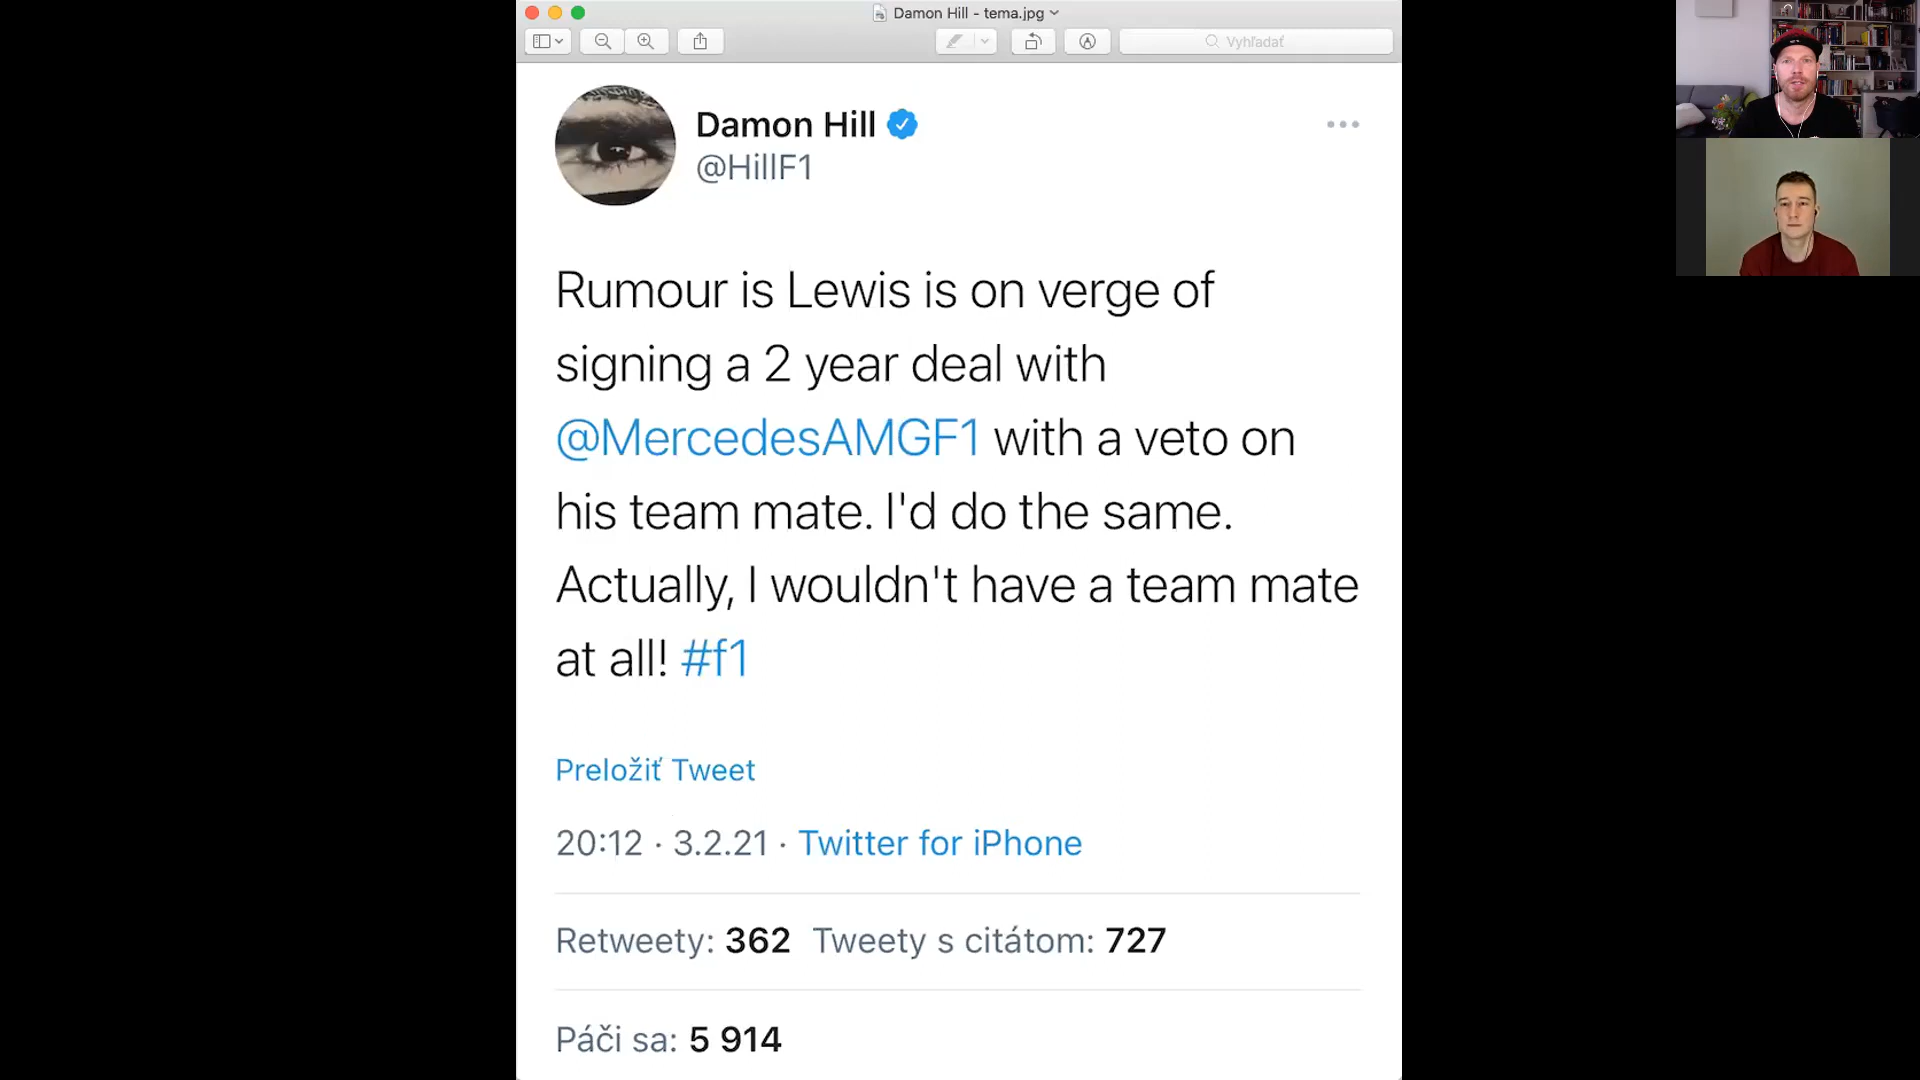 Damon Hill - tema.jpg
Vyhľadať
Damon Hill
@HillF1
Rumour is Lewis is on verge of
signing a 2 year deal with
@MercedesAMGF1 with a veto on
his team mate. I'd do the same.
Actually, I wouldn't have a team mate
at all! #f1
Preložiť Tweet
20:12 · 3.2.21 · Twitter for iPhone
Retweety: 362 Tweety s citátom: 727
Páči sa: 5 914